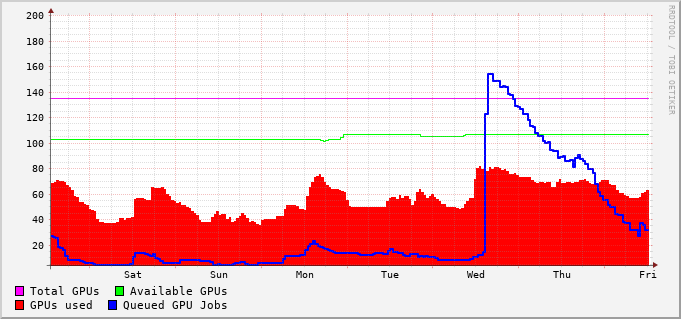 200
180
160
140
120
100
80
60
40
20
Sat Sun Mon Tue Wed Thu Fri
Total GPUs Available GPUs
GPUs used Queued GPU Jobs
RRDTOOL / TOBI OETIKER